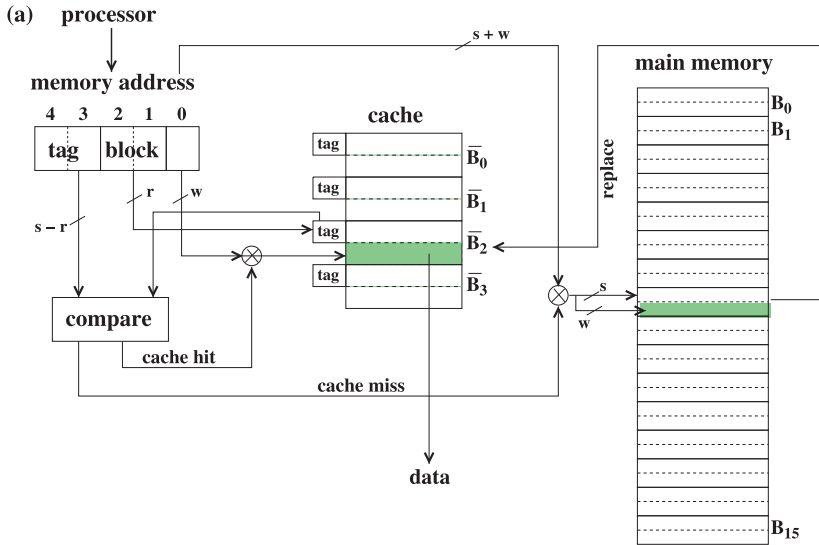 (a) processor
memory address
4 3 2 1 0
tag block
s + w
r
w
s − r
compare
cache hit
cache miss
cache
tag
B̅0
tag
B̅1
tag
B̅2
tag
B̅3
data
replace
s
w
main memory
B0
B1
B15